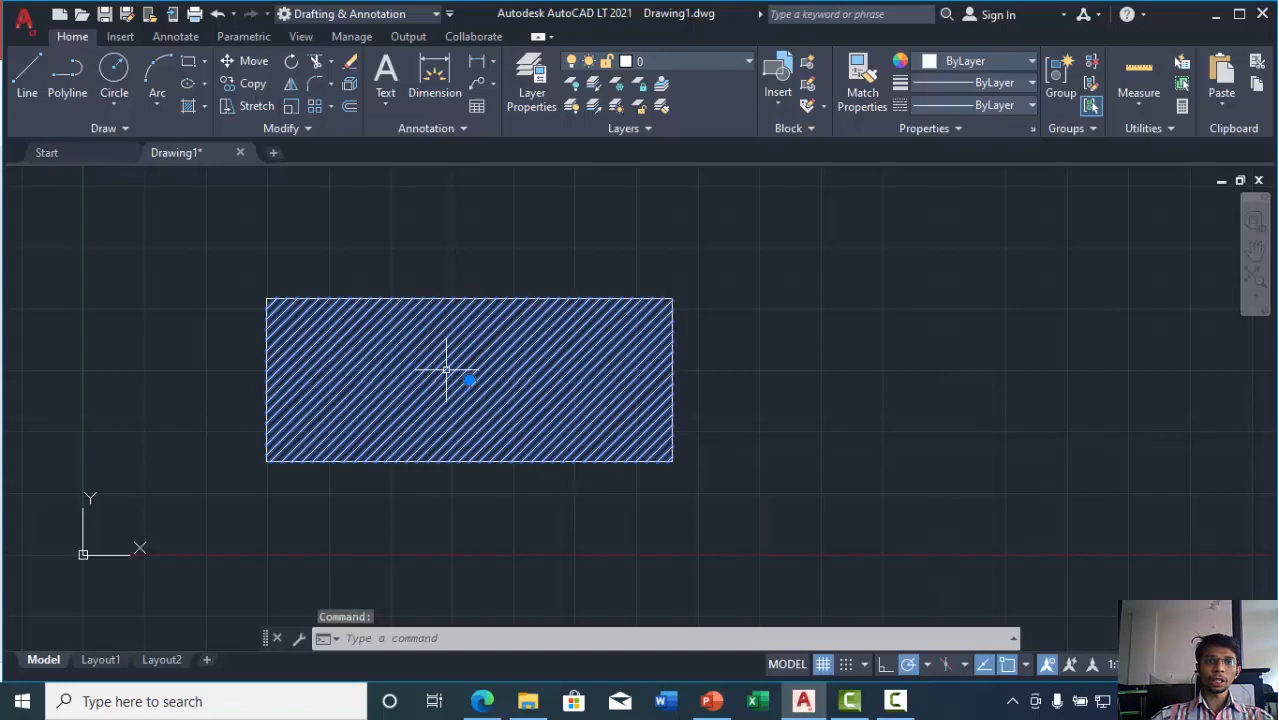 Drafting & Annotation
Autodesk AutoCAD LT 2021 Drawing1.dwg
Type a keyword or phrase
Sign In
LT
Home Insert Annotate Parametric View Manage Output Collaborate
Line Polyline Circle Arc
Move
Copy
Stretch
Text Dimension
Layer
Properties
0
Insert
Match
Properties
ByLayer
ByLayer
ByLayer
Group
Measure
Paste
Draw Modify Annotation Layers Block Properties Groups Utilities Clipboard
Start Drawing1*
Y
X
Command:
Type a command
Model Layout1 Layout2
MODEL
Type here to search